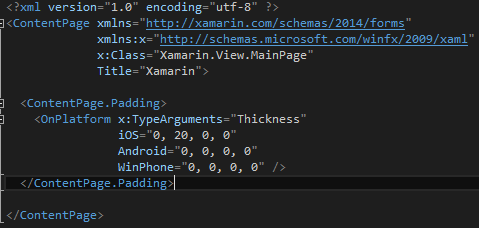 <?xml version="1.0" encoding="utf-8" ?>
<ContentPage xmlns="http://xamarin.com/schemas/2014/forms"
xmlns:x="http://schemas.microsoft.com/winfx/2009/xaml"
x:Class="Xamarin.View.MainPage"
Title="Xamarin">
<ContentPage.Padding>
<OnPlatform x:TypeArguments="Thickness"
iOS="0, 20, 0, 0"
Android="0, 0, 0, 0"
WinPhone="0, 0, 0, 0" />
</ContentPage.Padding>
</ContentPage>